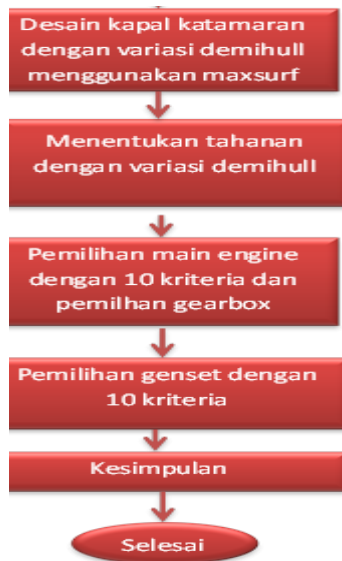 Desain kapal katamaran
dengan variasi demihull
menggunakan maxsurf
Menentukan tahanan
dengan variasi demihull
Pemilihan main engine
dengan 10 kriteria dan
pemilhan gearbox
Pemilihan genset dengan
10 kriteria
Kesimpulan
Selesai